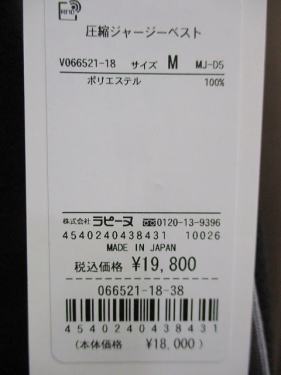 圧縮ジャージーベスト
V066521-18 サイズ M MJ-D5
ポリエステル 100%
株式会社 ラピーヌ 0120-13-9396
4540240438431 10026
MADE IN JAPAN
税込価格 ¥19,800
066521-18-38
4540240438431
(本体価格 ¥18,000)